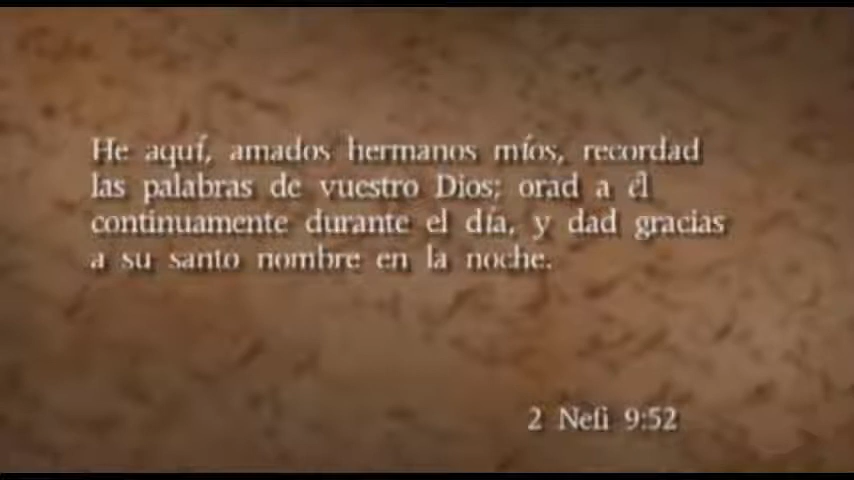 He aquí, amados hermanos míos, recordad
las palabras de vuestro Dios; orad a él
continuamente durante el día, y dad gracias
a su santo nombre en la noche.
2 Nefi 9:52